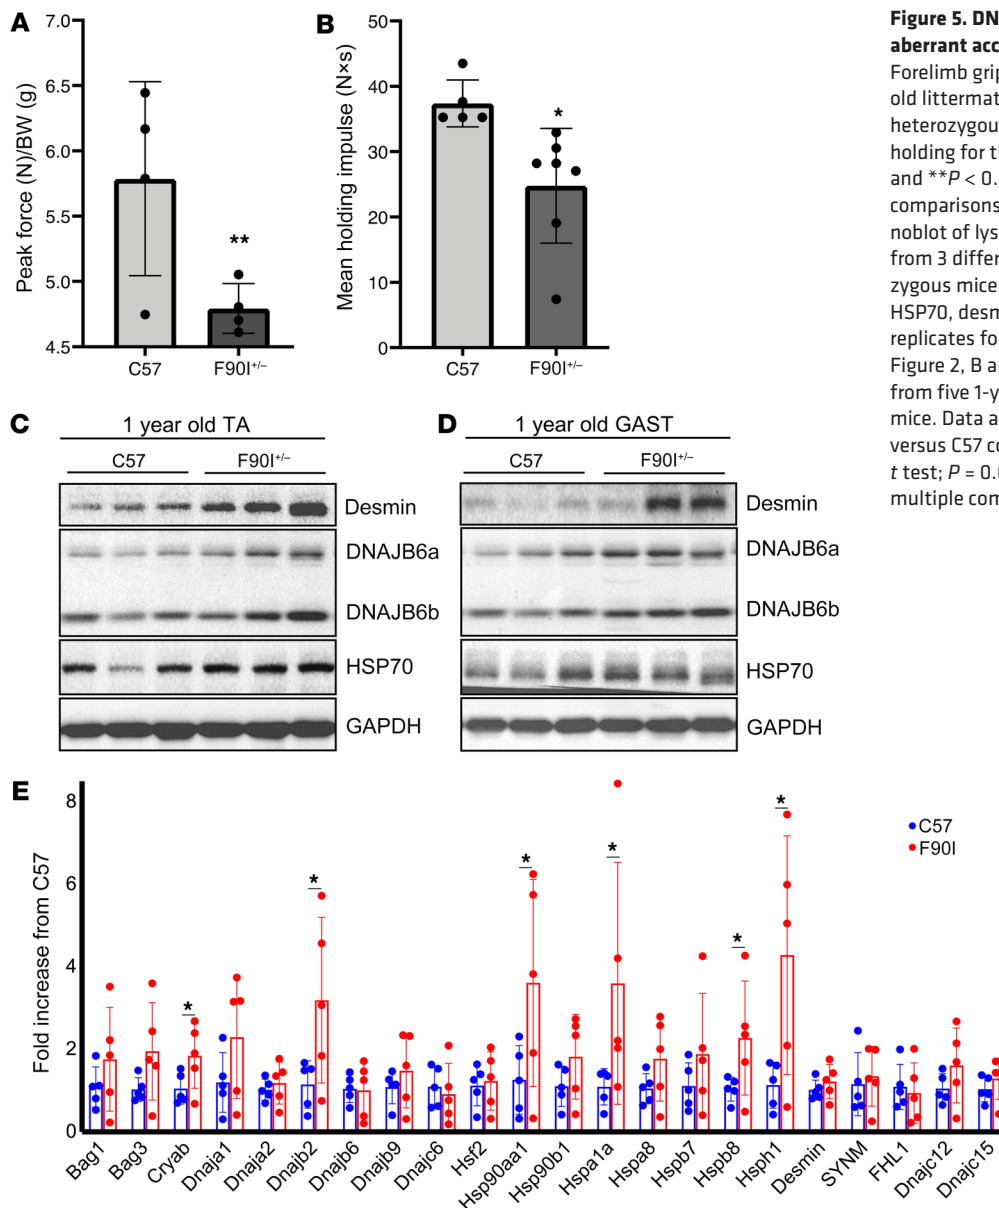 A
Peak force (N)/BW (g)
7.0
6.5
6.0
5.5
5.0
4.5
**
C57
F90I+/–
B
Mean holding impulse (N×s)
50
40
30
20
10
0
*
C57
F90I+/–
Figure 5. DN
aberrant acc
Forelimb grip
old littermat
heterozygou
holding for th
and **P < 0.
comparisons
noblot of lys
from 3 differ
zygous mice
HSP70, desm
replicates fo
Figure 2, B a
from five 1-y
mice. Data a
versus C57 co
t test; P = 0.
multiple com
C
1 year old TA
C57
F90I+/–
Desmin
DNAJB6a
DNAJB6b
HSP70
GAPDH
D
1 year old GAST
C57
F90I+/–
Desmin
DNAJB6a
DNAJB6b
HSP70
GAPDH
E
Fold increase from C57
8
6
4
2
0
*
*
*
*
*
*
C57
F90I
Bag1
Bag3
Cryab
Dnaja1
Dnaja2
Dnajb2
Dnajb6
Dnajb9
Dnajc6
Hsf2
Hsp90aa1
Hsp90b1
Hspa1a
Hspa8
Hspb7
Hspb8
Hsph1
Desmin
SYNM
FHL1
Dnajc12
Dnajc15